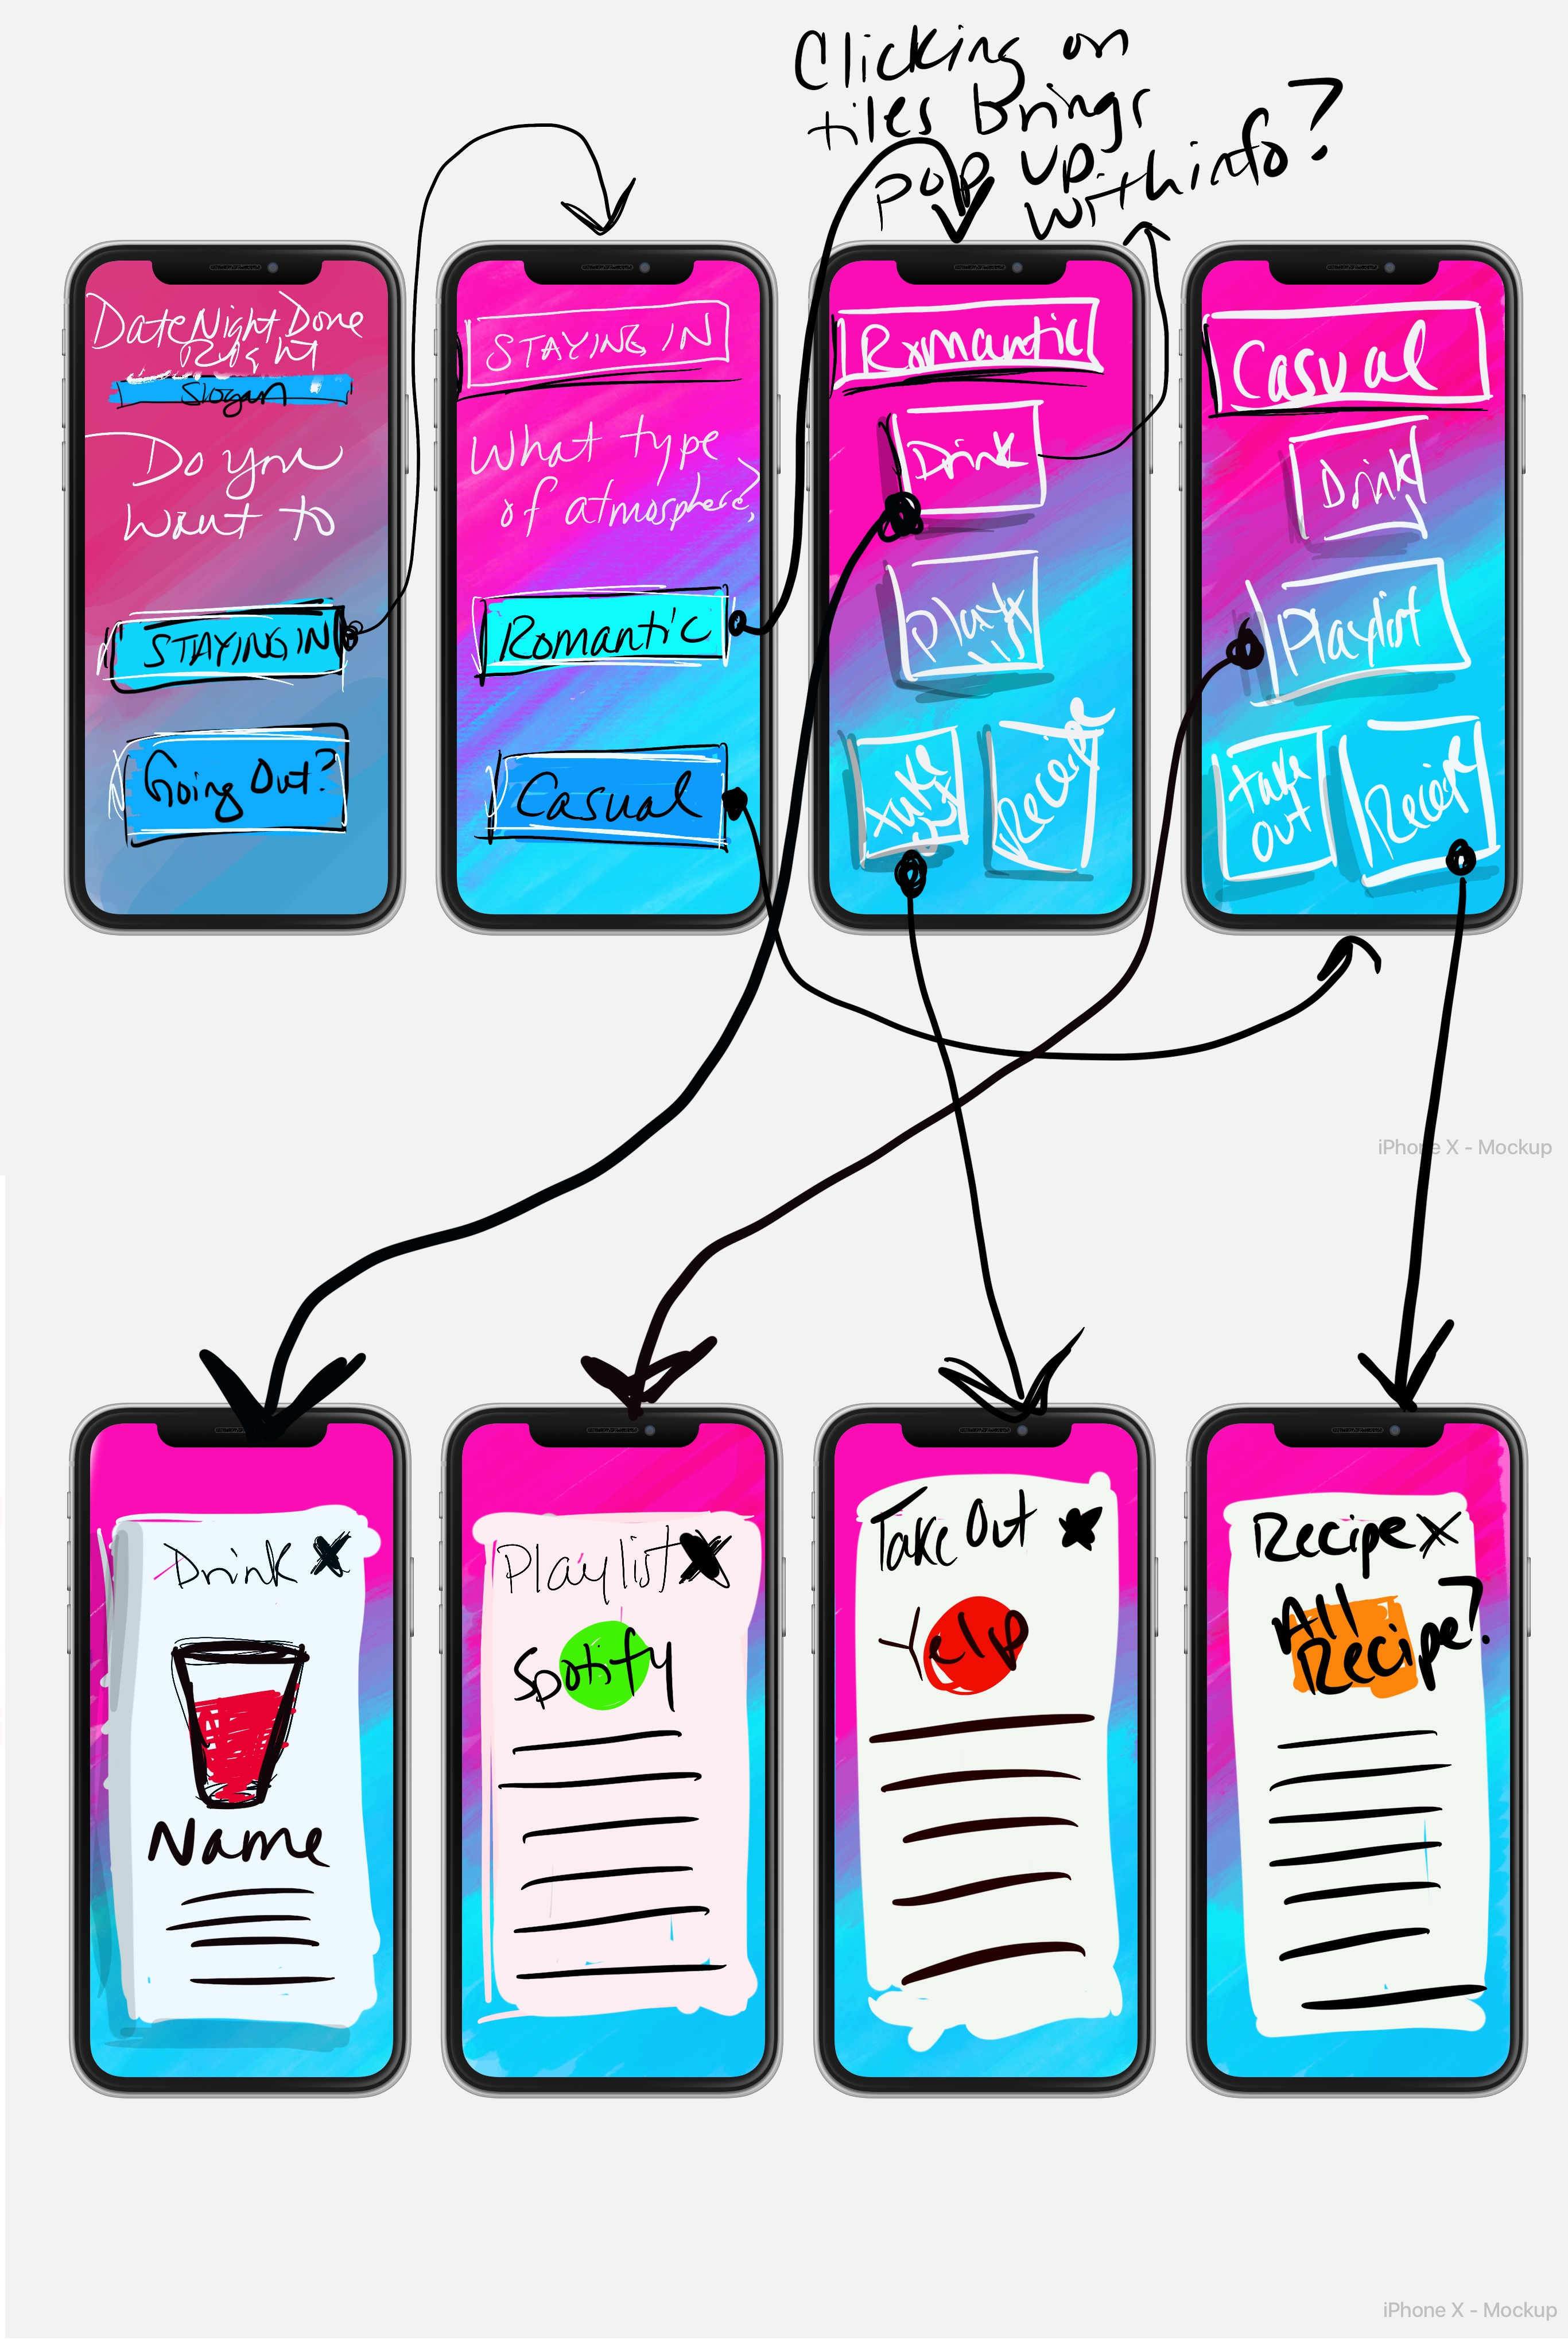 Clicking on
tiles Brings
pop up
with info?
Date Night Done
Right
Slogan
Do you
want to
STAYING IN
Going Out?
STAYING IN
What type
of atmosphere?
Romantic
Casual
Romantic
Drink
Playlist
take
out
Recipe
Casual
Drink
Playlist
take
out
Recipe
iPhone X - Mockup
Drink X
Name
Playlist X
Spotify
Take Out X
Yelp
Recipe X
All
Recipe?
iPhone X - Mockup